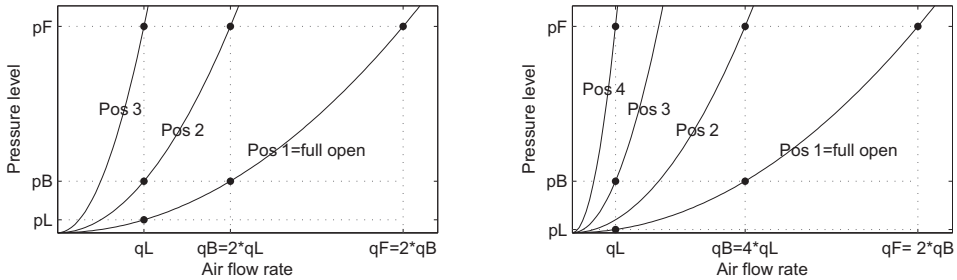 pF
Pressure level
Pos 3
Pos 2
Pos 1=full open
pB
pL
qL
qB=2*qL
qF=2*qB
Air flow rate
pF
Pressure level
Pos 4
Pos 3
Pos 2
Pos 1=full open
pB
pL
qL
qB=4*qL
qF= 2*qB
Air flow rate